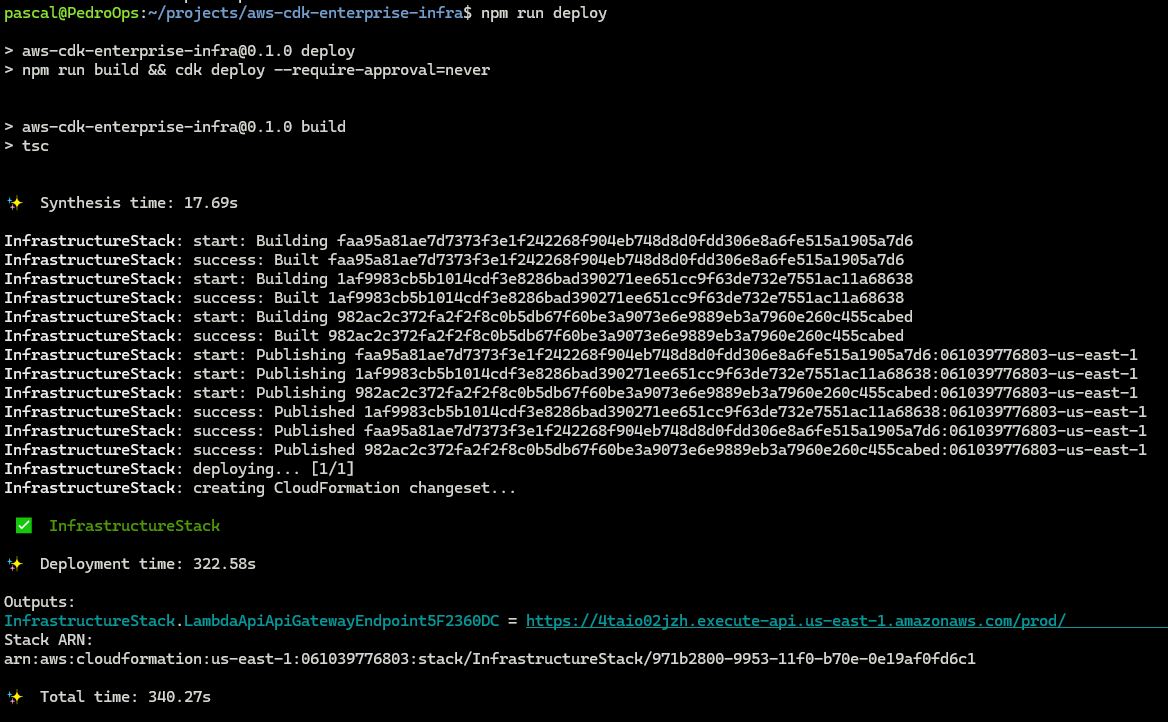 pascal@PedroOps:~/projects/aws-cdk-enterprise-infra$ npm run deploy
> aws-cdk-enterprise-infra@0.1.0 deploy
> npm run build && cdk deploy --require-approval=never
> aws-cdk-enterprise-infra@0.1.0 build
> tsc
✨ Synthesis time: 17.69s
InfrastructureStack: start: Building faa95a81ae7d7373f3e1f242268f904eb748d8d0fdd306e8a6fe515a1905a7d6
InfrastructureStack: success: Built faa95a81ae7d7373f3e1f242268f904eb748d8d0fdd306e8a6fe515a1905a7d6
InfrastructureStack: start: Building 1af9983cb5b1014cdf3e8286bad390271ee651cc9f63de732e7551ac11a68638
InfrastructureStack: success: Built 1af9983cb5b1014cdf3e8286bad390271ee651cc9f63de732e7551ac11a68638
InfrastructureStack: start: Building 982ac2c372fa2f2f8c0b5db67f60be3a9073e6e9889eb3a7960e260c455cabed
InfrastructureStack: success: Built 982ac2c372fa2f2f8c0b5db67f60be3a9073e6e9889eb3a7960e260c455cabed
InfrastructureStack: start: Publishing faa95a81ae7d7373f3e1f242268f904eb748d8d0fdd306e8a6fe515a1905a7d6:061039776803-us-east-1
InfrastructureStack: start: Publishing 1af9983cb5b1014cdf3e8286bad390271ee651cc9f63de732e7551ac11a68638:061039776803-us-east-1
InfrastructureStack: start: Publishing 982ac2c372fa2f2f8c0b5db67f60be3a9073e6e9889eb3a7960e260c455cabed:061039776803-us-east-1
InfrastructureStack: success: Published 1af9983cb5b1014cdf3e8286bad390271ee651cc9f63de732e7551ac11a68638:061039776803-us-east-1
InfrastructureStack: success: Published faa95a81ae7d7373f3e1f242268f904eb748d8d0fdd306e8a6fe515a1905a7d6:061039776803-us-east-1
InfrastructureStack: success: Published 982ac2c372fa2f2f8c0b5db67f60be3a9073e6e9889eb3a7960e260c455cabed:061039776803-us-east-1
InfrastructureStack: deploying... [1/1]
InfrastructureStack: creating CloudFormation changeset...
✅ InfrastructureStack
✨ Deployment time: 322.58s
Outputs:
InfrastructureStack.LambdaApiApiGatewayEndpoint5F2360DC = https://4taio02jzh.execute-api.us-east-1.amazonaws.com/prod/
Stack ARN:
arn:aws:cloudformation:us-east-1:061039776803:stack/InfrastructureStack/971b2800-9953-11f0-b70e-0e19af0fd6c1
✨ Total time: 340.27s